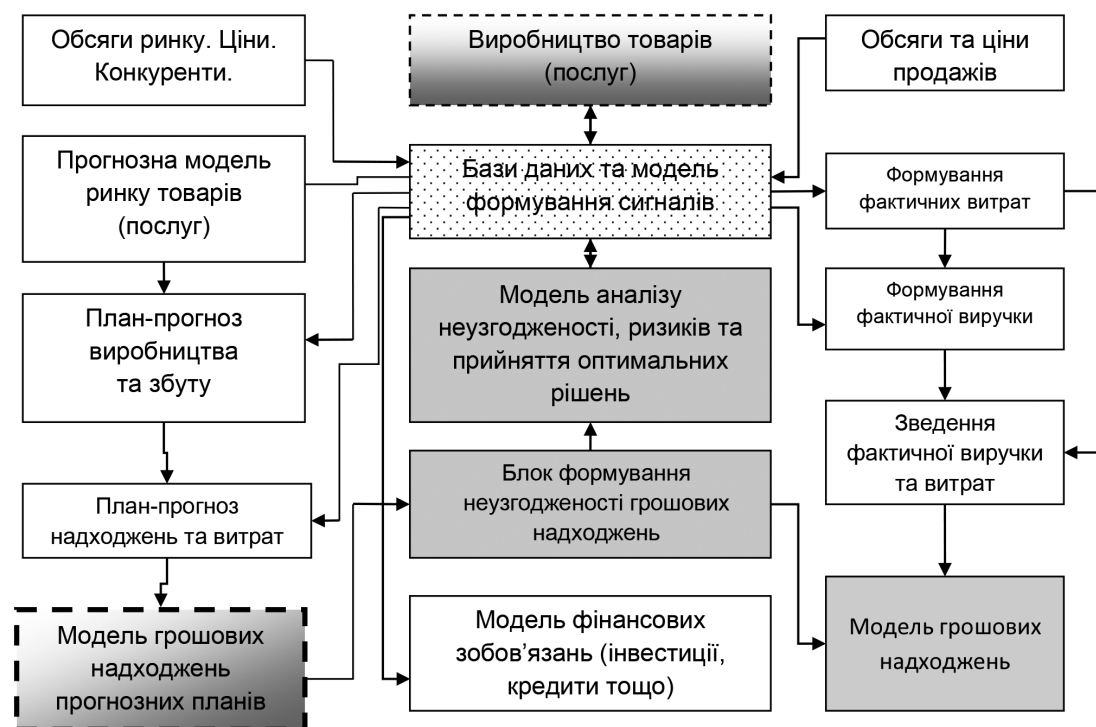 Обсяги ринку. Ціни.
Конкуренти.
Виробництво товарів
(послуг)
Обсяги та ціни
продажів
Прогнозна модель
ринку товарів
(послуг)
Бази даних та модель
формування сигналів
Формування
фактичних витрат
План-прогноз
виробництва
та збуту
Модель аналізу
неузгодженості, ризиків та
прийняття оптимальних
рішень
Формування
фактичної виручки
Зведення
фактичної виручки
та витрат
План-прогноз
надходжень та витрат
Блок формування
неузгодженості грошових
надходжень
Модель грошових
надходжень
прогнозних планів
Модель фінансових
зобов’язань (інвестиції,
кредити тощо)
Модель грошових
надходжень